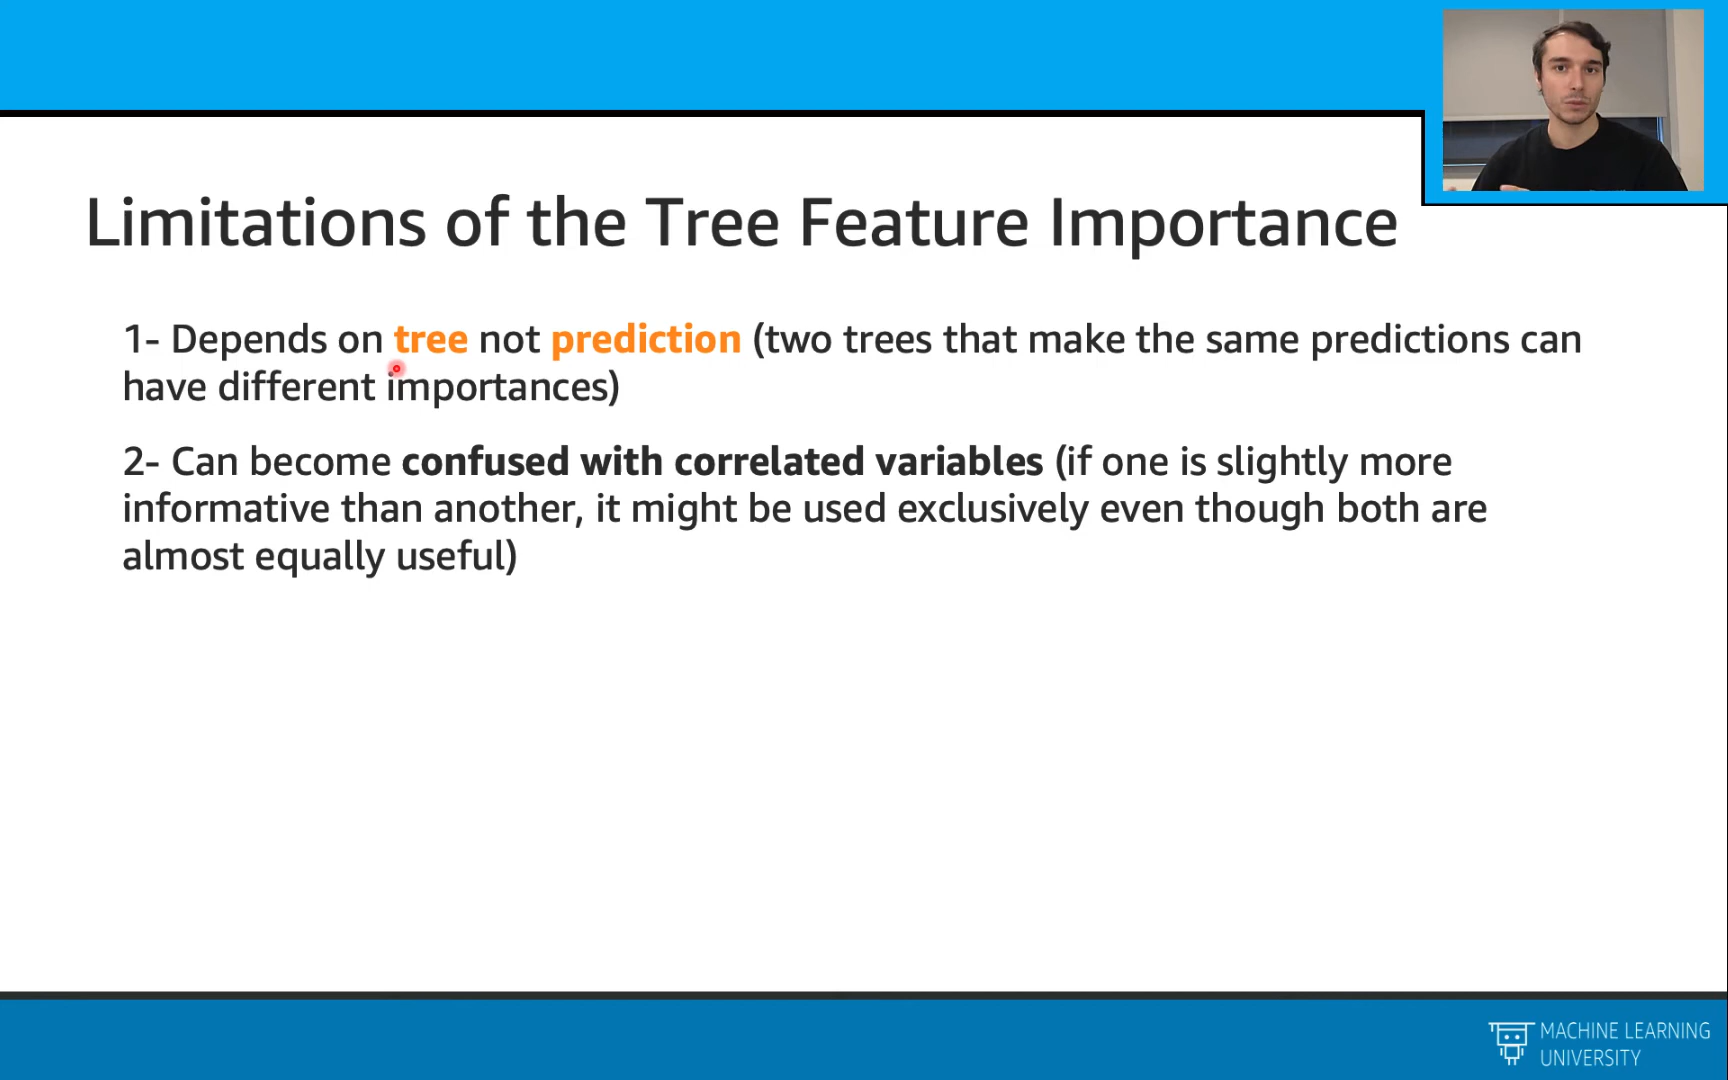 Limitations of the Tree Feature Importance
1- Depends on tree not prediction (two trees that make the same predictions can
have different importances)
2- Can become confused with correlated variables (if one is slightly more
informative than another, it might be used exclusively even though both are
almost equally useful)
MACHINE LEARNING
UNIVERSITY